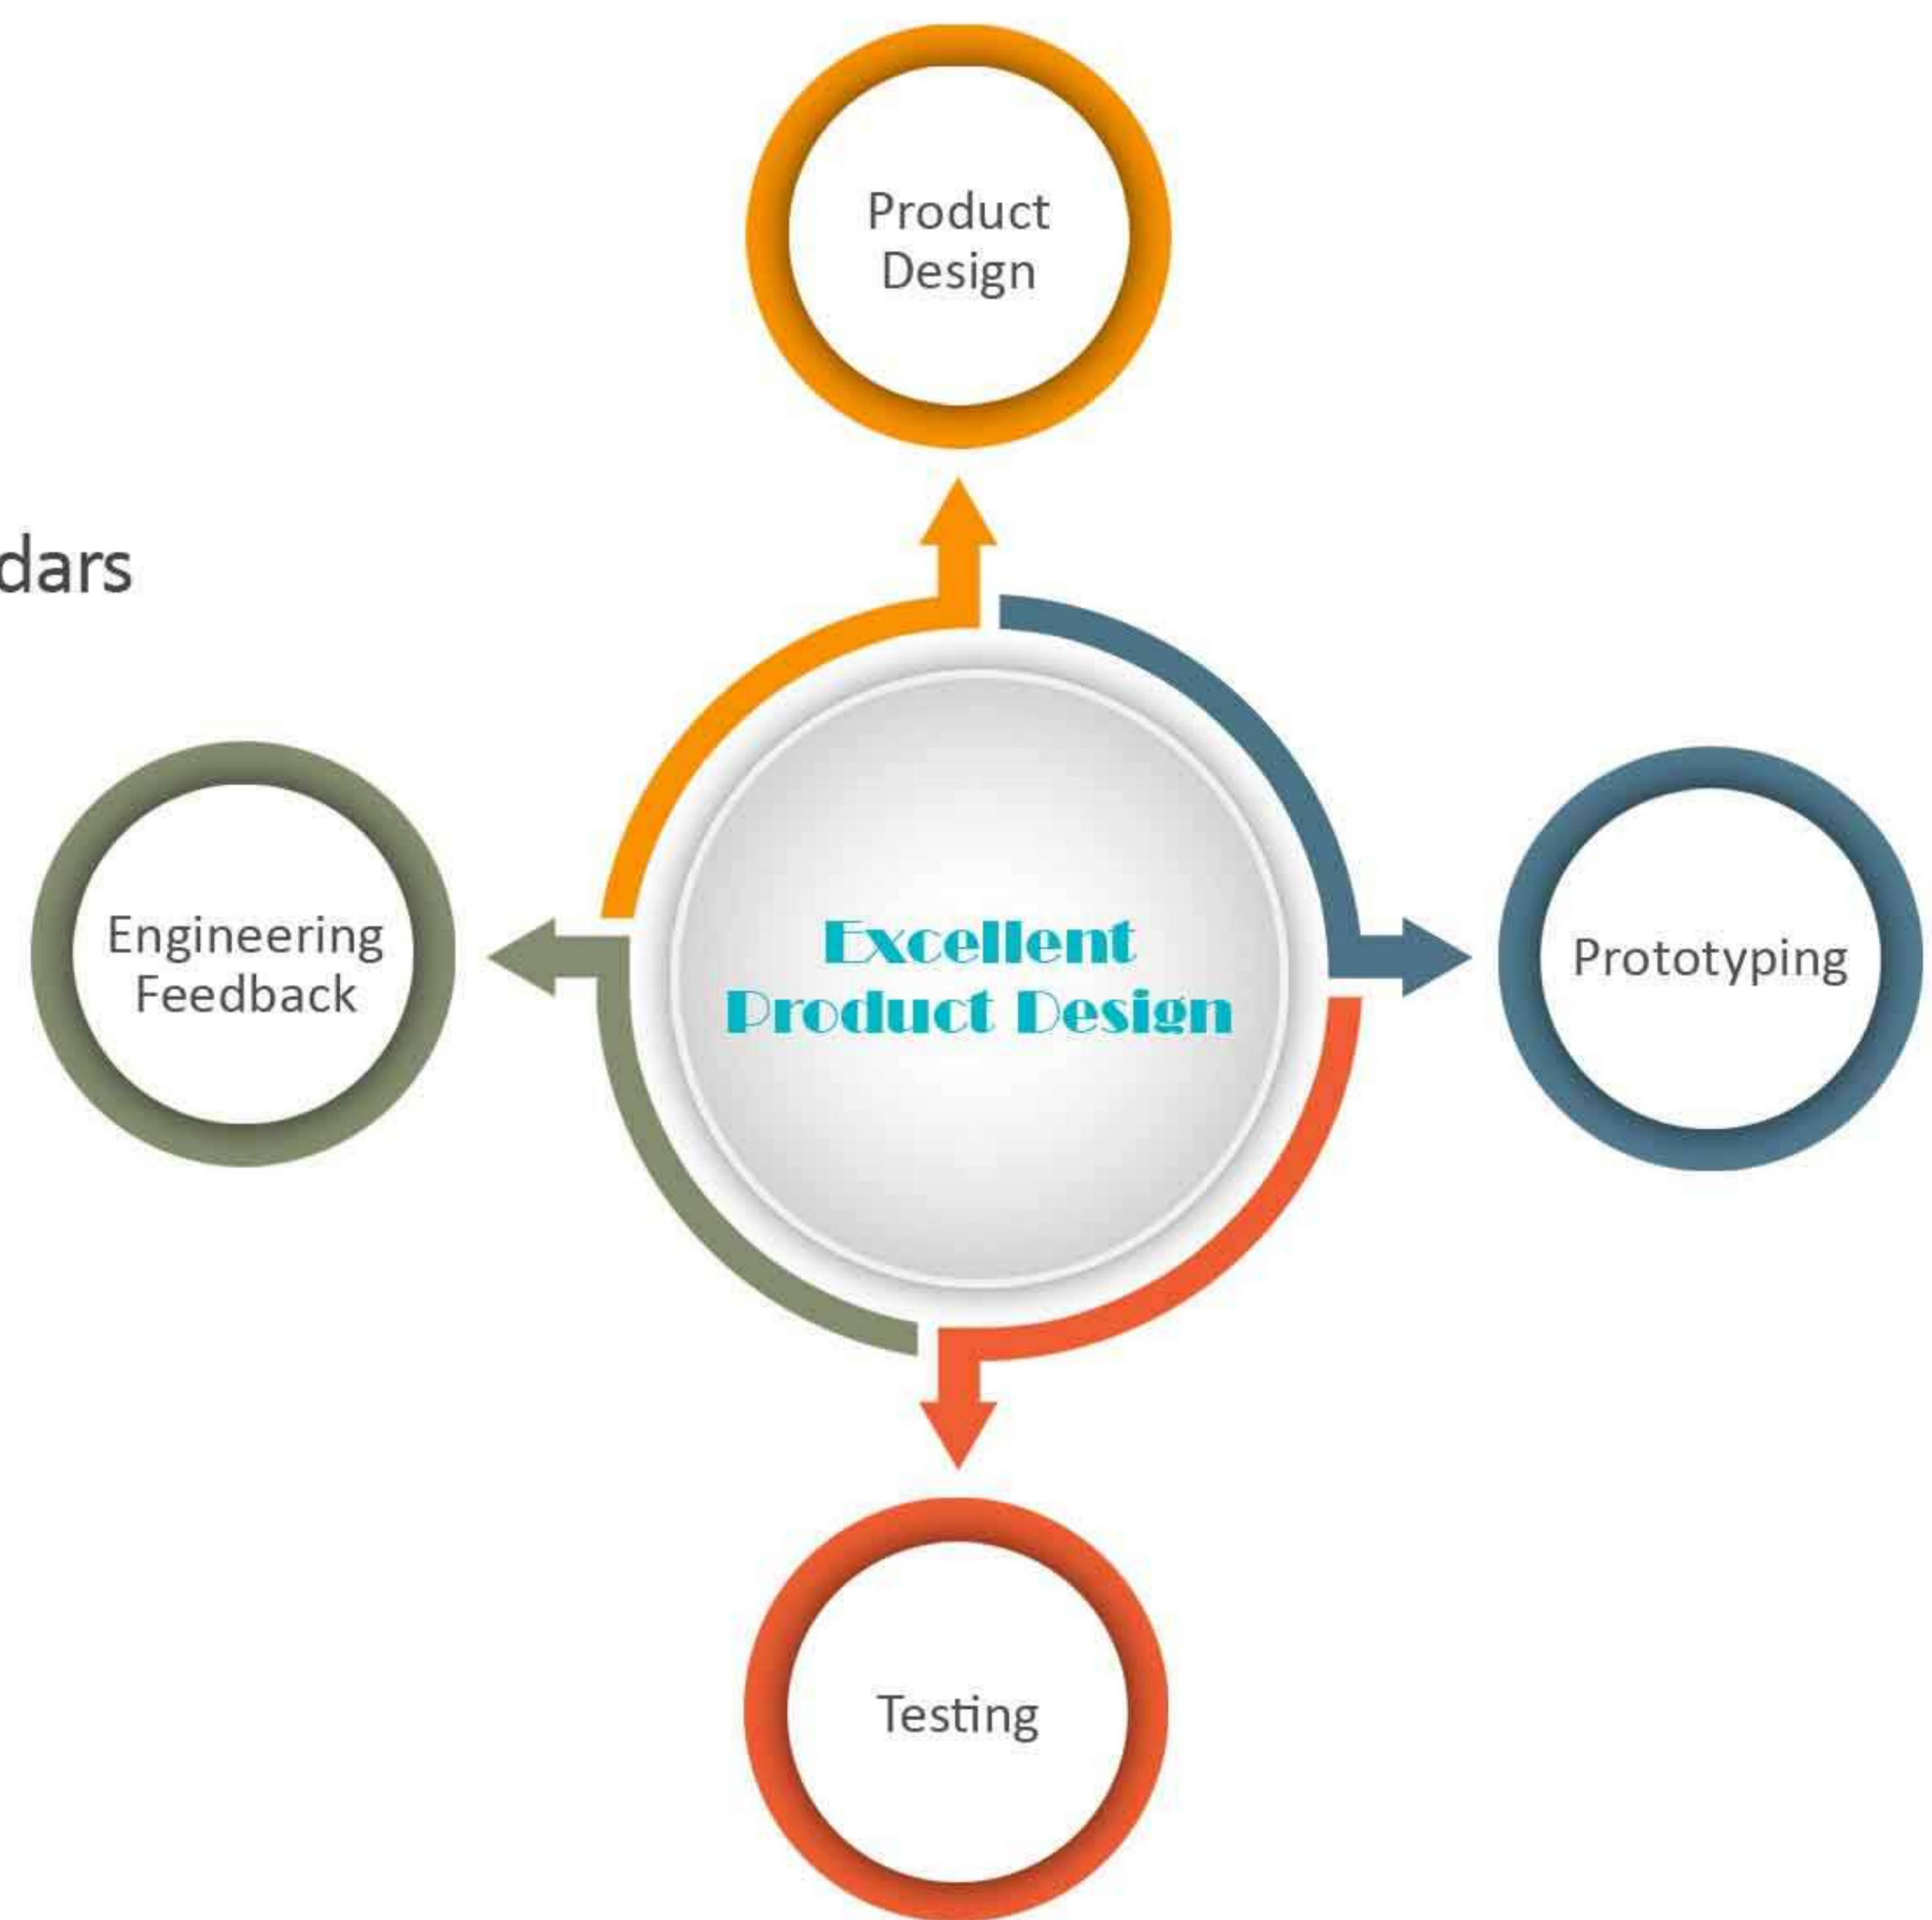 Product
Design
dars
Engineering
Feedback
Excellent
Product Design
Prototyping
Testing